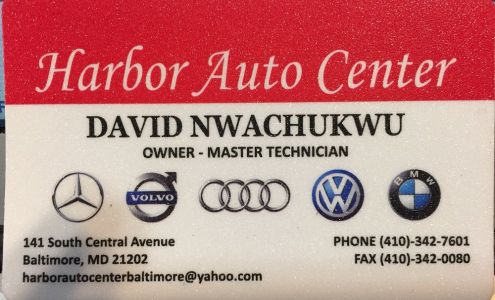 Harbor Auto Center
DAVID NWACHUKWU
OWNER - MASTER TECHNICIAN
VOLVO
BMW
141 South Central Avenue
Baltimore, MD 21202
harborautocenterbaltimore@yahoo.com
PHONE (410)-342-7601
FAX (410)-342-0080